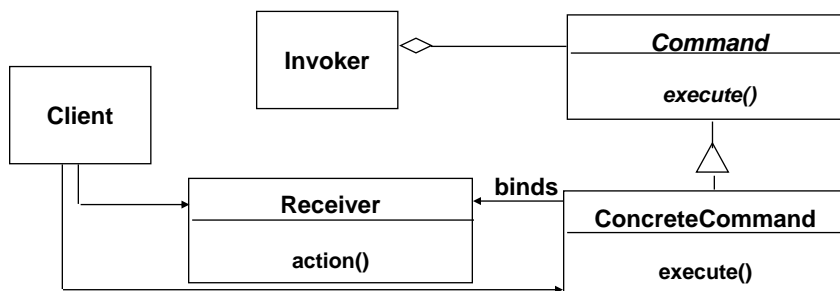 Invoker
Command
execute()
Client
Receiver
action()
binds
ConcreteCommand
execute()